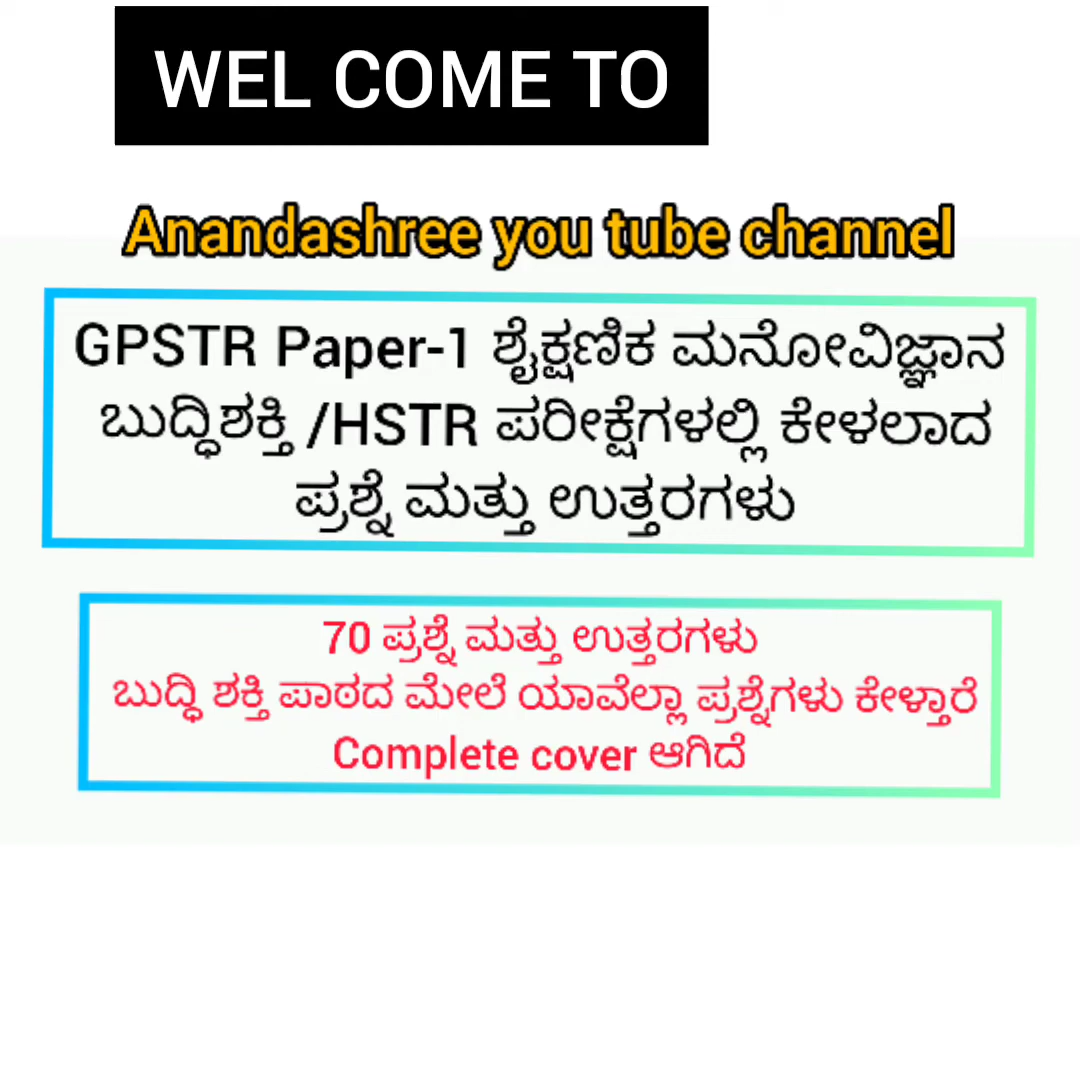 WEL COME TO
Anandashree you tube channel
GPSTR Paper-1 ಶೈಕ್ಷಣಿಕ ಮನೋವಿಜ್ಞಾನ
ಬುದ್ಧಿಶಕ್ತಿ /HSTR ಪರೀಕ್ಷೆಗಳಲ್ಲಿ ಕೇಳಲಾದ
ಪ್ರಶ್ನೆ ಮತ್ತು ಉತ್ತರಗಳು
70 ಪ್ರಶ್ನೆ ಮತ್ತು ಉತ್ತರಗಳು
ಬುದ್ಧಿ ಶಕ್ತಿ ಪಾಠದ ಮೇಲೆ ಯಾವೆಲ್ಲಾ ಪ್ರಶ್ನೆಗಳು ಕೇಳ್ತಾರೆ
Complete cover ಆಗಿದೆ